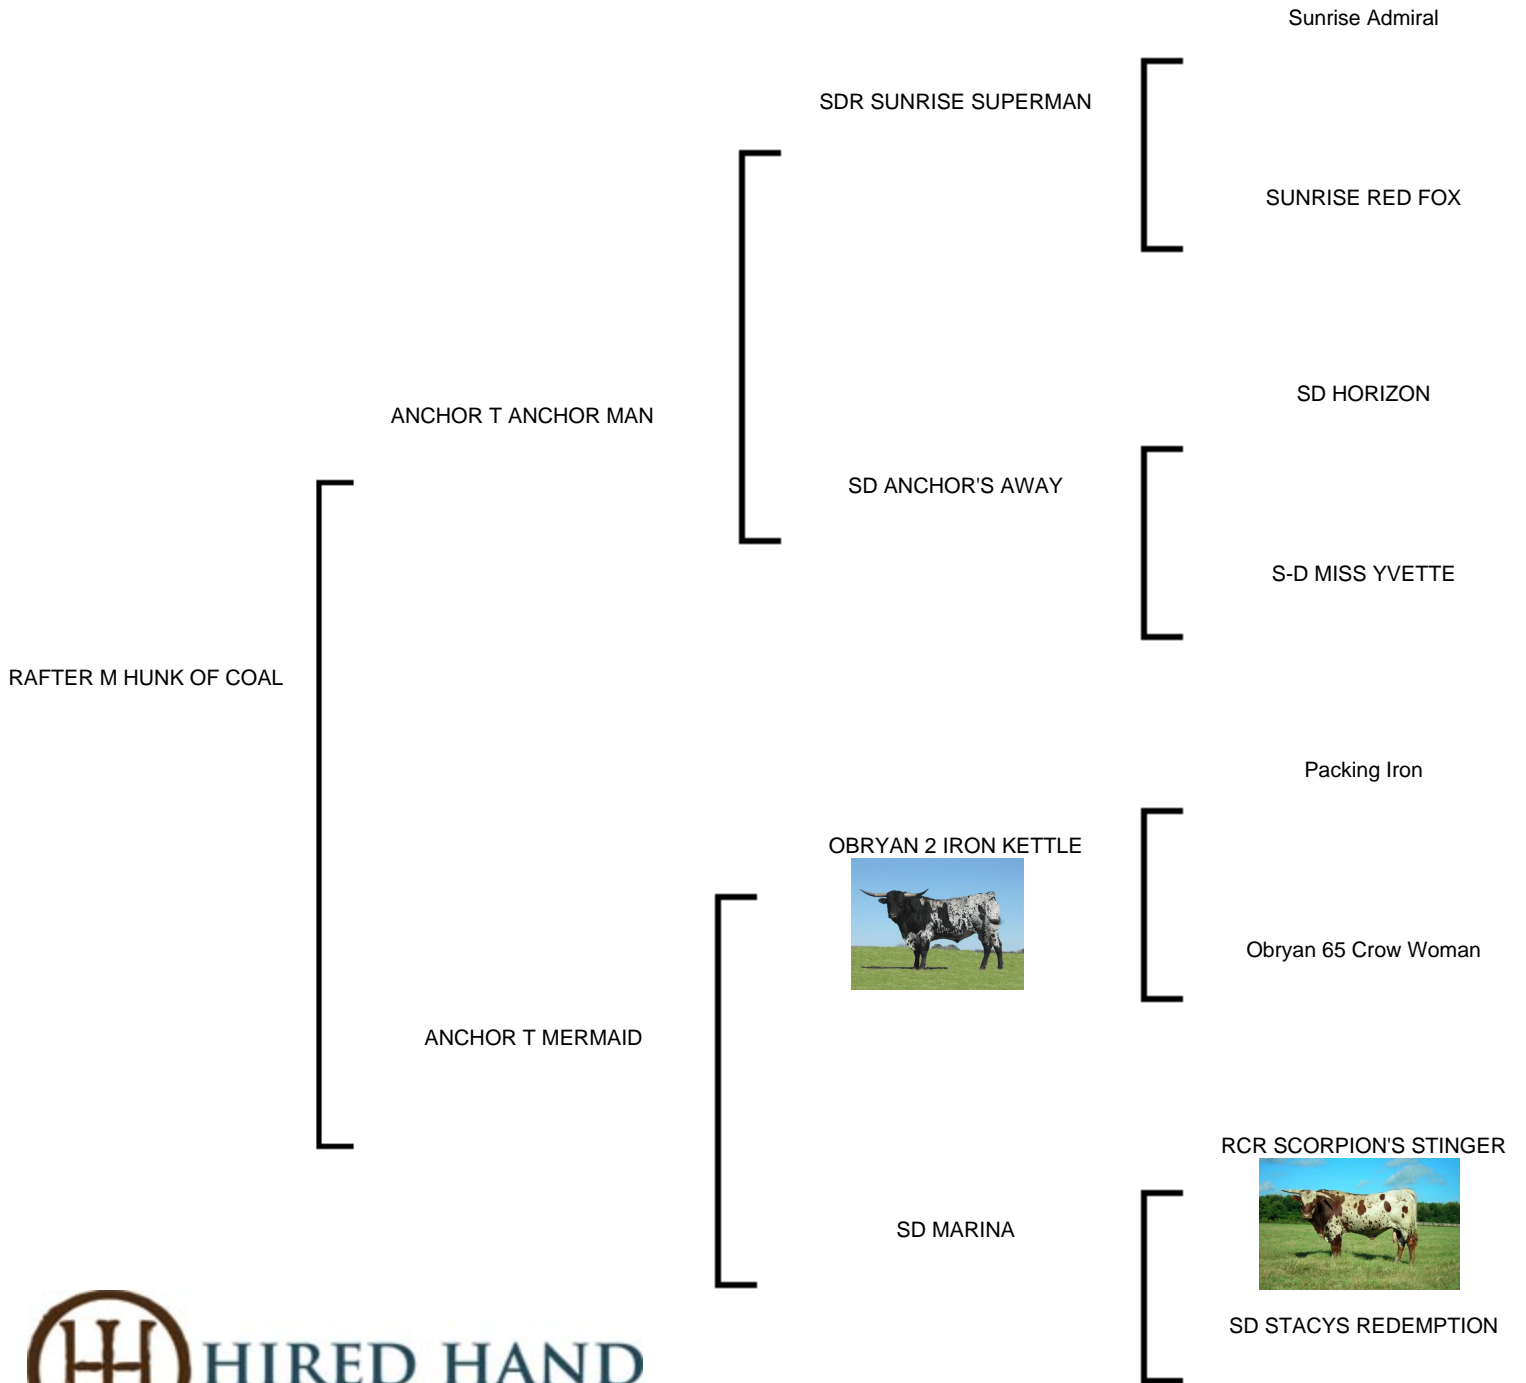 Sunrise Admiral
SDR SUNRISE SUPERMAN
SUNRISE RED FOX
ANCHOR T ANCHOR MAN
SD HORIZON
SD ANCHOR'S AWAY
S-D MISS YVETTE
RAFTER M HUNK OF COAL
Packing Iron
OBRYAN 2 IRON KETTLE
Obryan 65 Crow Woman
ANCHOR T MERMAID
RCR SCORPION'S STINGER
SD MARINA
SD STACYS REDEMPTION
HIRED HAND